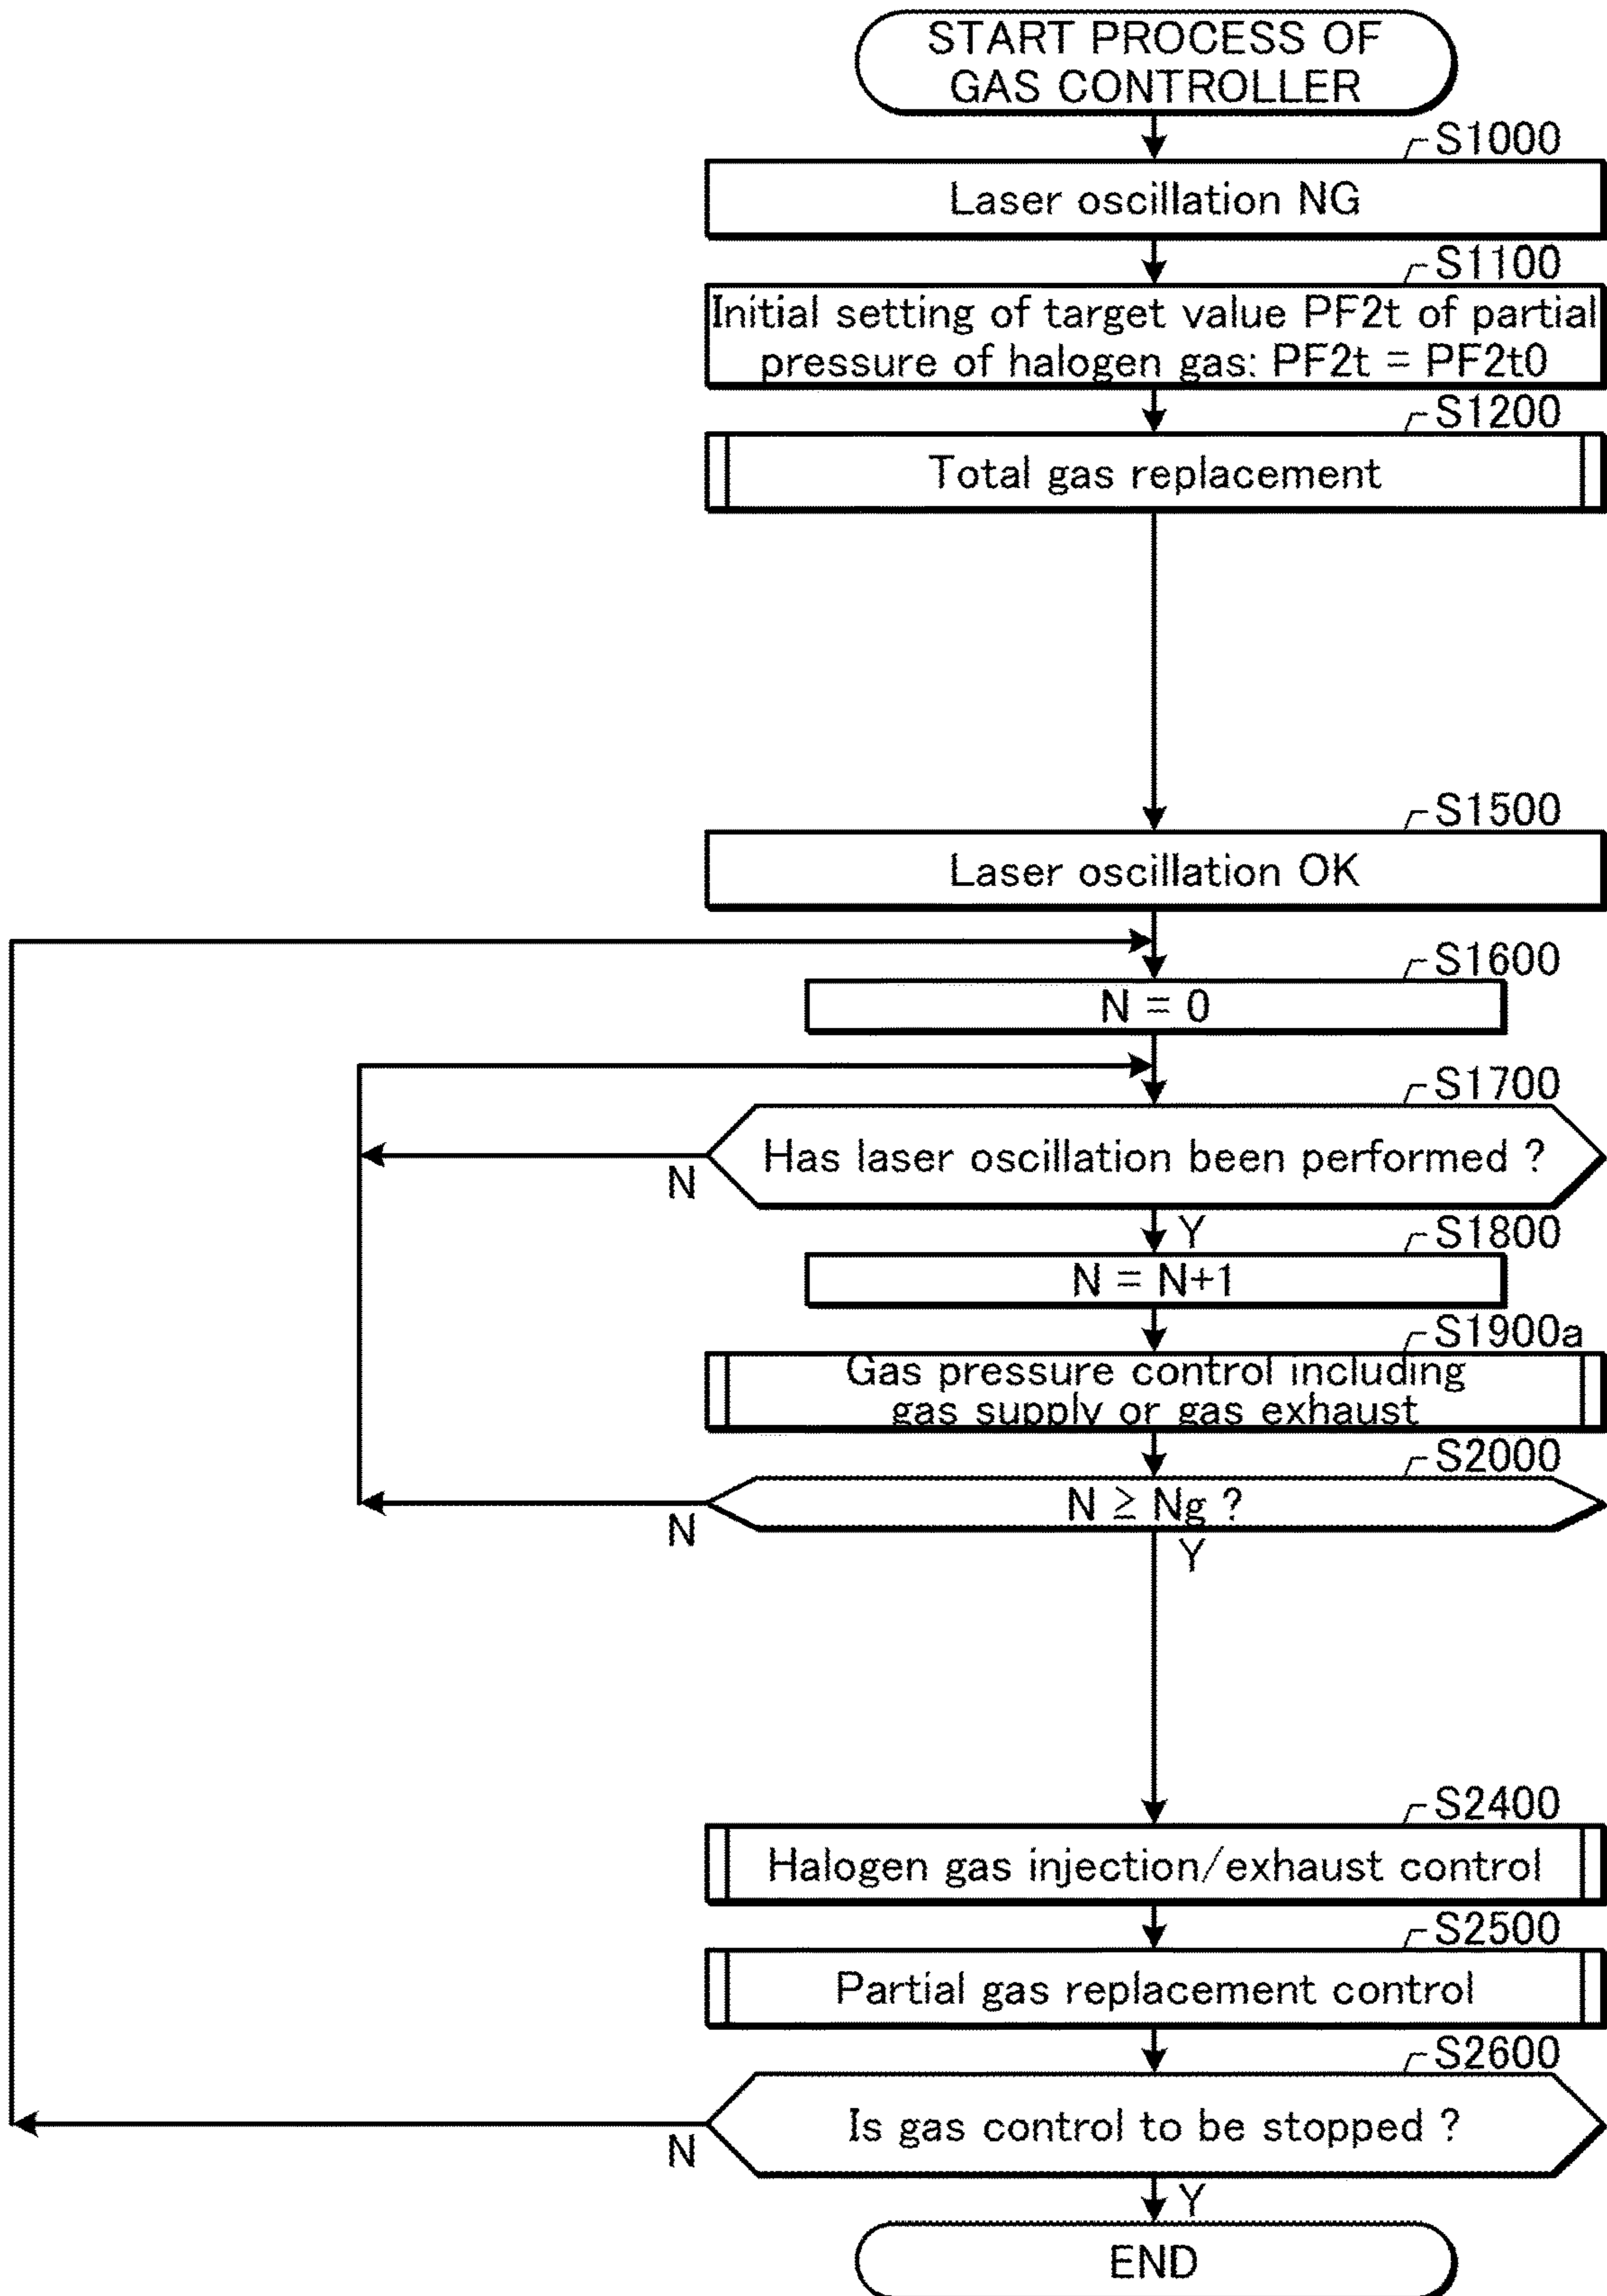 START PROCESS OF
GAS CONTROLLER
S1000
Laser oscillation NG
S1100
Initial setting of target value PF2t of partial
pressure of halogen gas: PF2t = PF2t0
S1200
Total gas replacement
S1500
Laser oscillation OK
S1600
N = 0
S1700
Has laser oscillation been performed ?
N
Y
S1800
N = N+1
S1900a
Gas pressure control including
gas supply or gas exhaust
S2000
N ≥ Ng ?
N
Y
S2400
Halogen gas injection/exhaust control
S2500
Partial gas replacement control
S2600
Is gas control to be stopped ?
N
Y
END